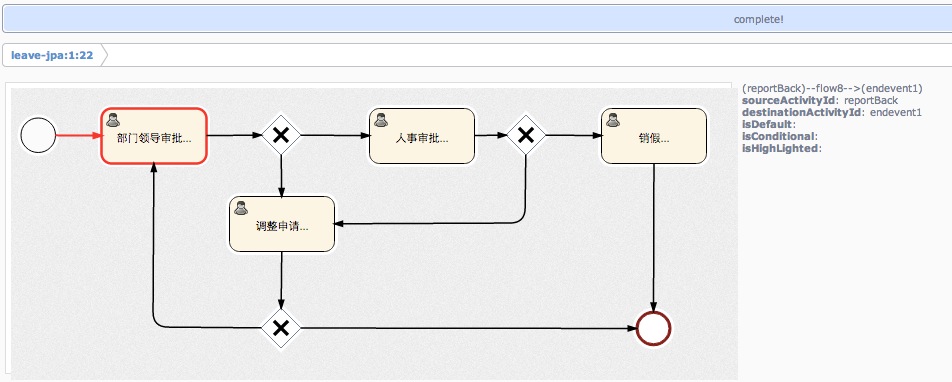 complete!
leave-jpa:1:22
(reportBack)--flow8-->(endevent1)
sourceActivityId: reportBack
destinationActivityId: endevent1
isDefault:
isConditional:
isHighLighted:
部门领导审批...
人事审批...
销假...
调整申请...